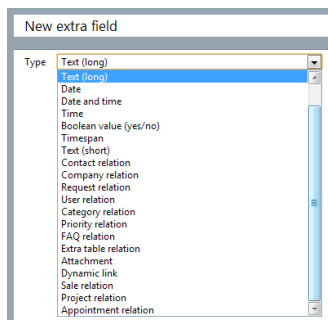 New extra field
Type Text (long)
Text (long)
Date
Date and time
Time
Boolean value (yes/no)
Timespan
Text (short)
Contact relation
Company relation
Request relation
User relation
Category relation
Priority relation
FAQ relation
Extra table relation
Attachment
Dynamic link
Sale relation
Project relation
Appointment relation